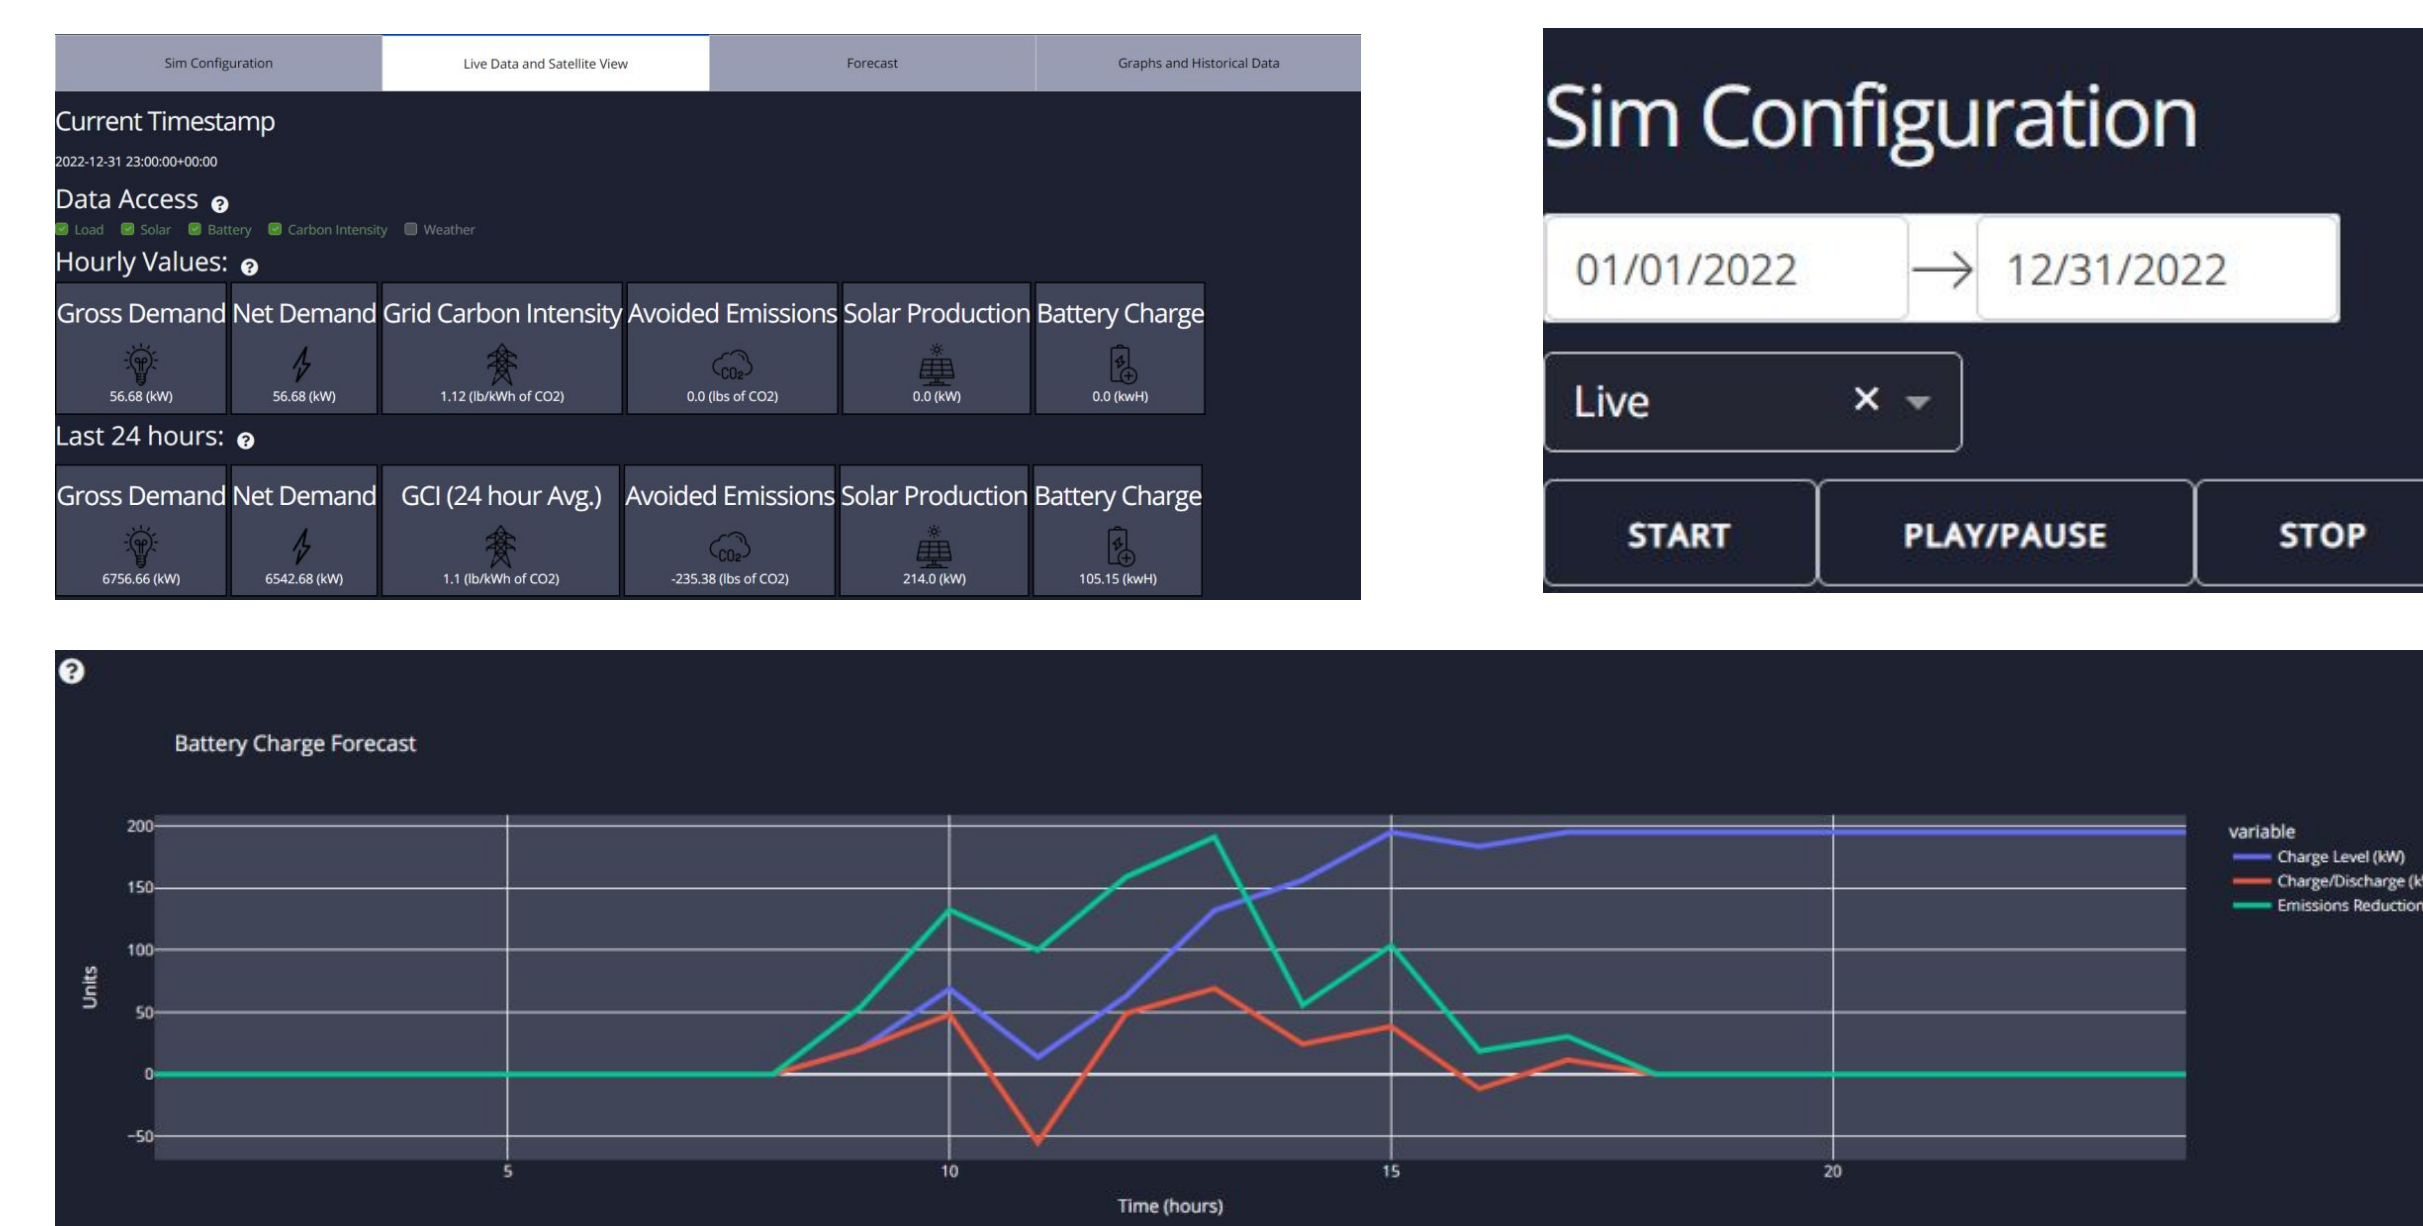 Sim Configuration Live Data and Satellite View Forecast Graphs and Historical Data
Current Timestamp
2022-12-31 23:00:00+00:00
Data Access ?
Load Solar Battery Carbon Intensity Weather
Hourly Values: ?
Gross Demand Net Demand Grid Carbon Intensity Avoided Emissions Solar Production Battery Charge
CO2
56.68 (kW) 56.68 (kW) 1.12 (lb/kWh of CO2) 0.0 (lbs of CO2) 0.0 (kW) 0.0 (kwH)
Last 24 hours: ?
Gross Demand Net Demand GCI (24 hour Avg.) Avoided Emissions Solar Production Battery Charge
CO2
6756.66 (kW) 6542.68 (kW) 1.1 (lb/kWh of CO2) -235.38 (lbs of CO2) 214.0 (kW) 105.15 (kwH)
Sim Configuration
01/01/2022 → 12/31/2022
Live × 
START PLAY/PAUSE STOP
?
Battery Charge Forecast
200
150
100
50
0
−50
Units
5 10 15 20
Time (hours)
variable
Charge Level (kW)
Charge/Discharge
Emissions Reduction